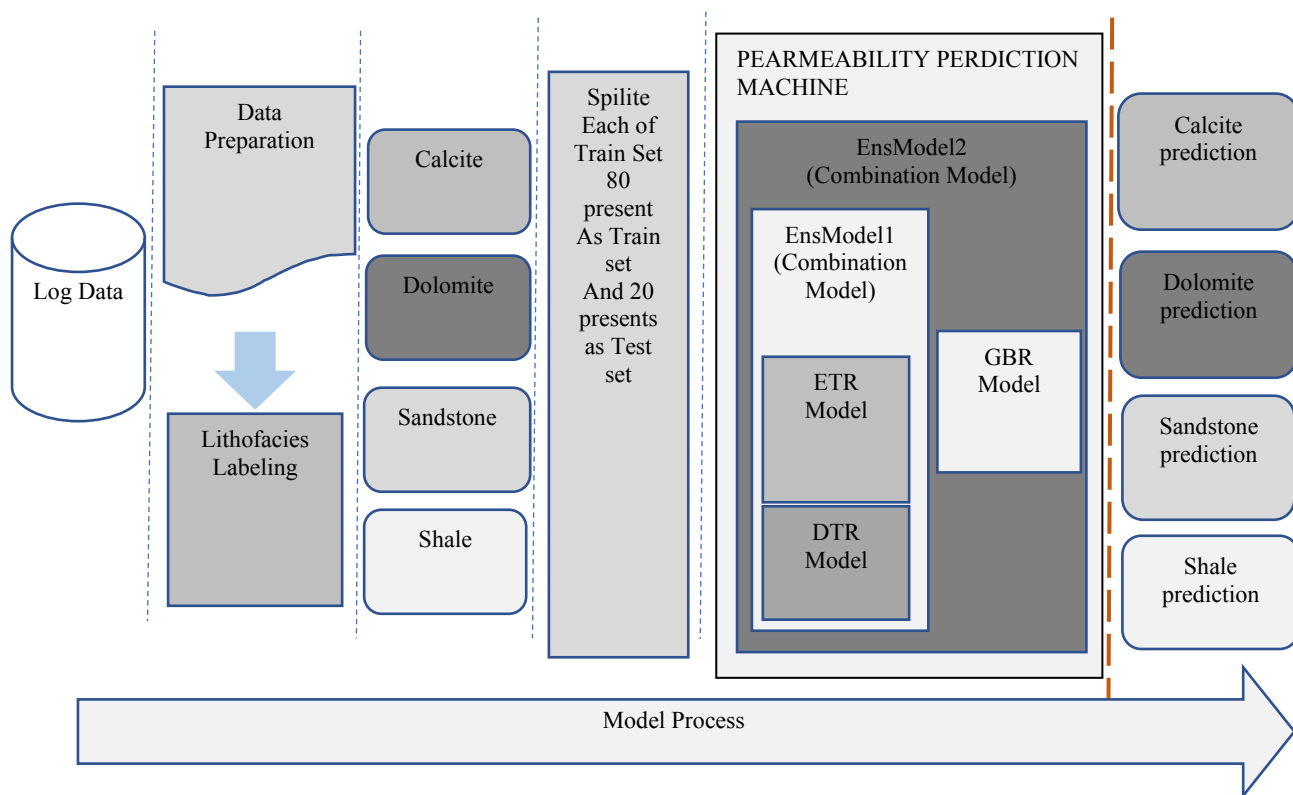 Log Data
Data
Preparation
Lithofacies
Labeling
Calcite
Dolomite
Sandstone
Shale
Spilite
Each of
Train Set
80
present
As Train
set
And 20
presents
as Test
set
PEARMEABILITY PERDICTION
MACHINE
EnsModel2
(Combination Model)
EnsModel1
(Combination
Model)
ETR
Model
DTR
Model
GBR
Model
Calcite
prediction
Dolomite
prediction
Sandstone
prediction
Shale
prediction
Model Process